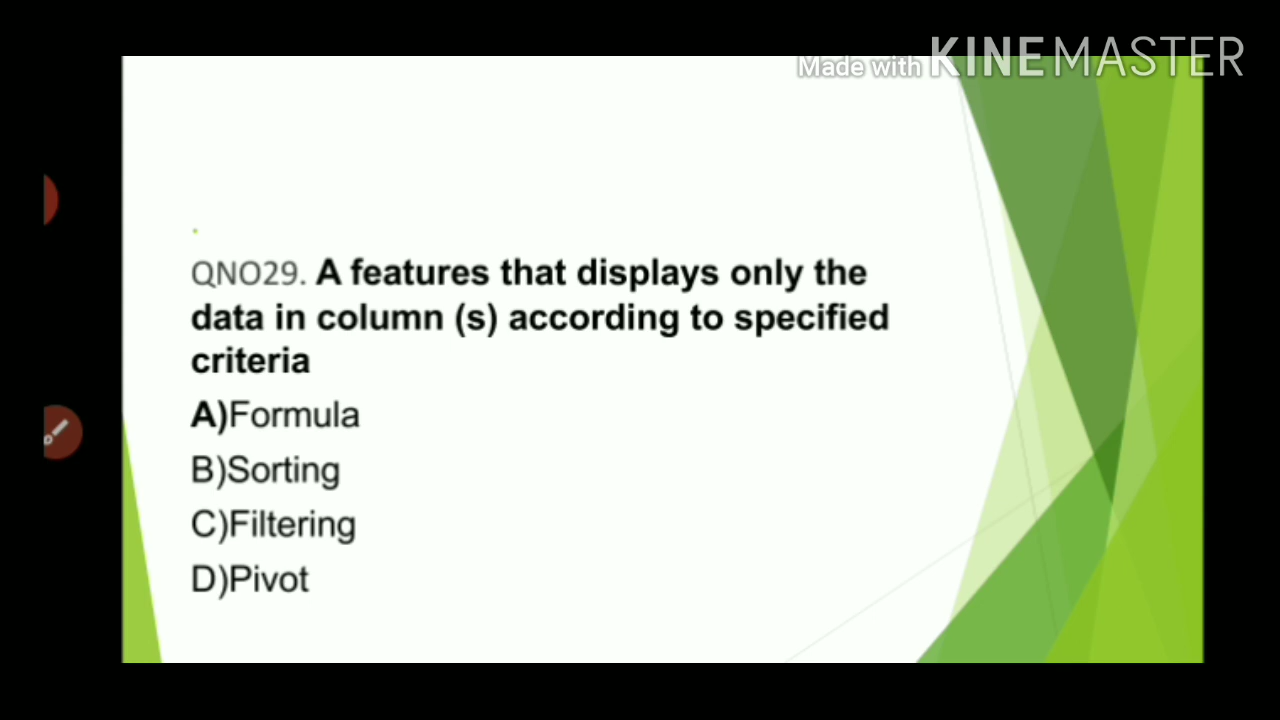 Made with KINEMASTER
QNO29. A features that displays only the
data in column (s) according to specified
criteria
A)Formula
B)Sorting
C)Filtering
D)Pivot